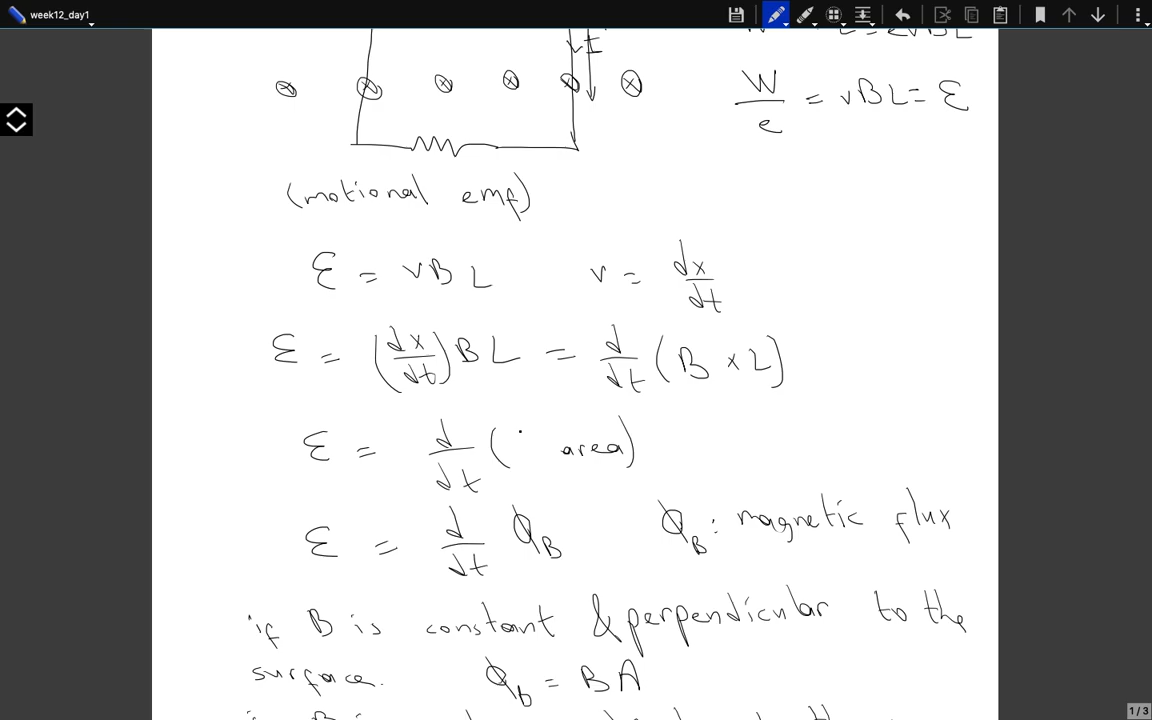 week12_day1
I
W/e = vBL = ε
(motional emf)
ε = vBL v = dx/dt
ε = (dx/dt)BL = d/dt (B x L)
ε = d/dt ( · area)
ε = d/dt Φ_B Φ_B : magnetic flux
if B is constant & perpendicular to the
surface. Φ_B = BA
1 / 3